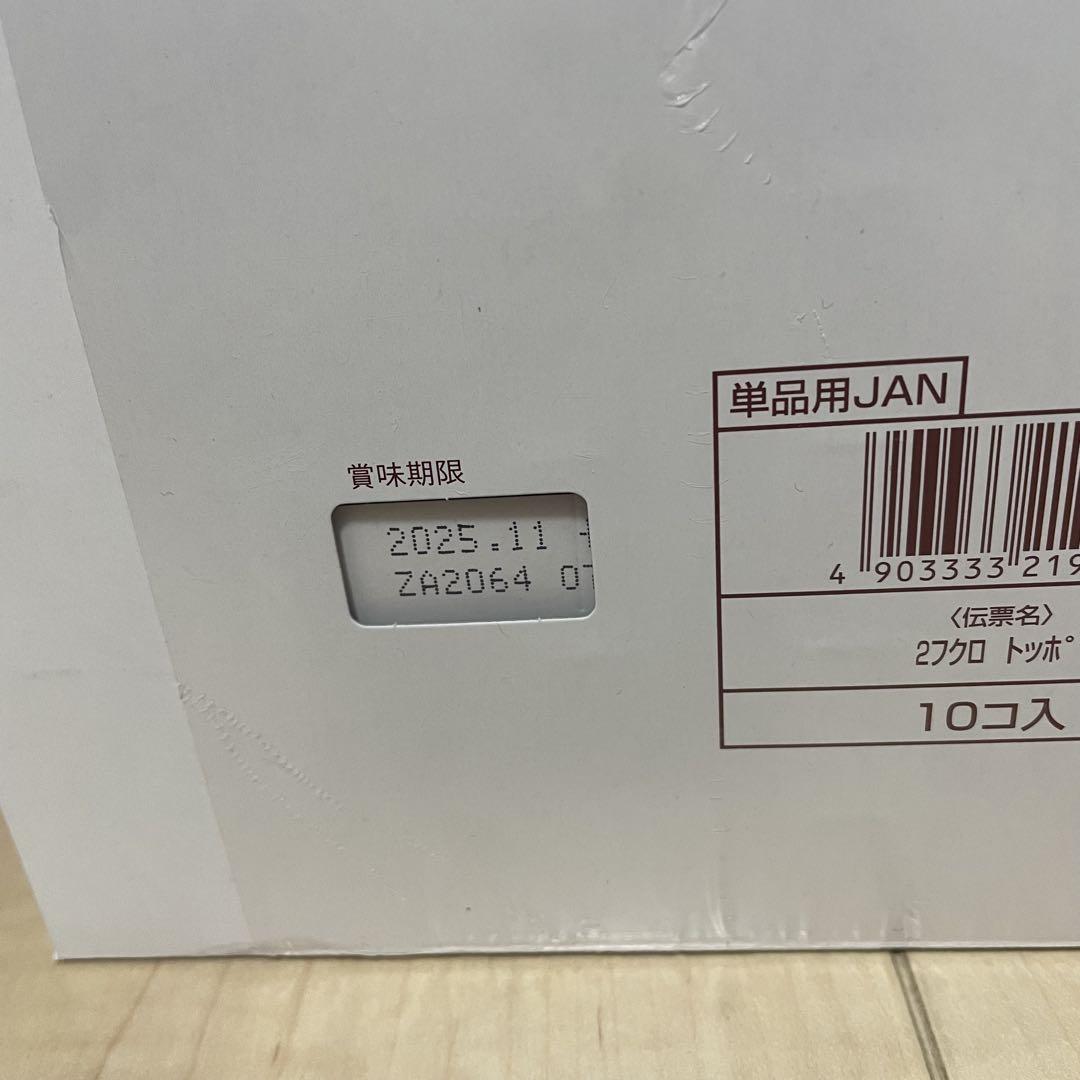 賞味期限
2025.11
ZA2064
単品用JAN
4 903333 219
〈伝票名〉
2フクロ トッポ
10コ入